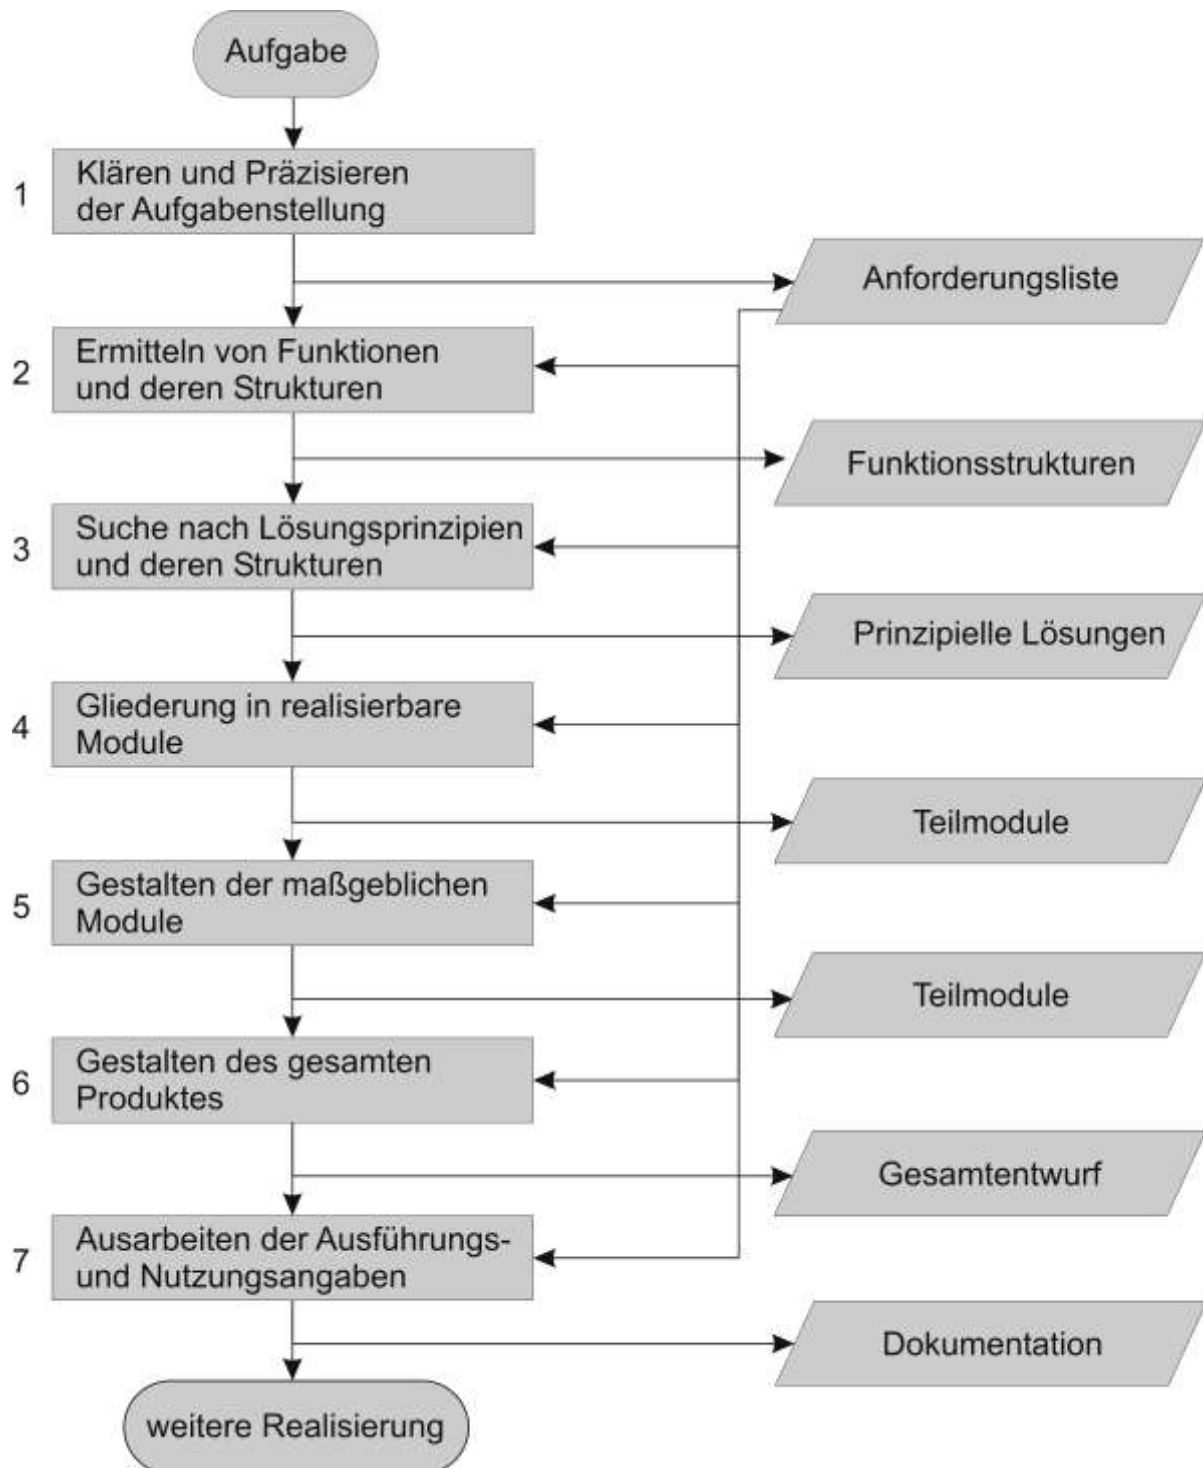 Aufgabe
1
Klären und Präzisieren
der Aufgabenstellung
Anforderungsliste
2
Ermitteln von Funktionen
und deren Strukturen
Funktionsstrukturen
3
Suche nach Lösungsprinzipien
und deren Strukturen
Prinzipielle Lösungen
4
Gliederung in realisierbare
Module
Teilmodule
5
Gestalten der maßgeblichen
Module
Teilmodule
6
Gestalten des gesamten
Produktes
Gesamtentwurf
7
Ausarbeiten der Ausführungs-
und Nutzungsangaben
Dokumentation
weitere Realisierung